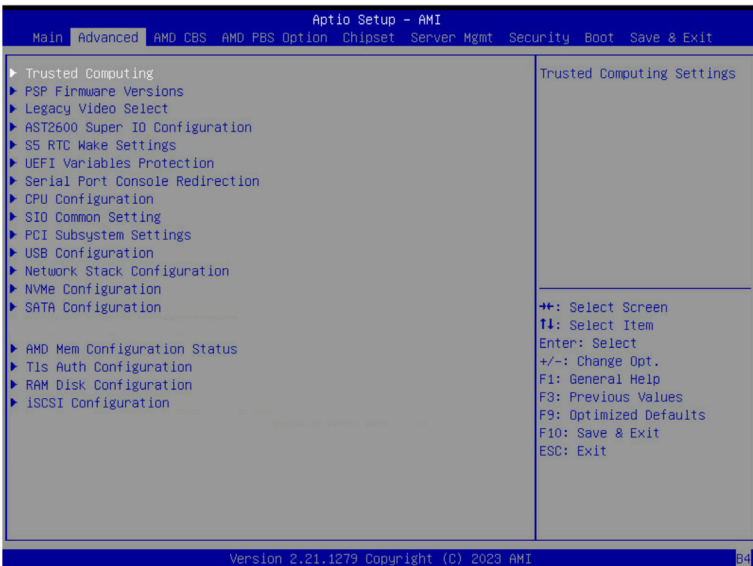 Aptio Setup – AMI
Main Advanced AMD CBS AMD PBS Option Chipset Server Mgmt Security Boot Save & Exit
Trusted Computing
PSP Firmware Versions
Legacy Video Select
AST2600 Super IO Configuration
S5 RTC Wake Settings
UEFI Variables Protection
Serial Port Console Redirection
CPU Configuration
SIO Common Setting
PCI Subsystem Settings
USB Configuration
Network Stack Configuration
NVMe Configuration
SATA Configuration
AMD Mem Configuration Status
Tls Auth Configuration
RAM Disk Configuration
iSCSI Configuration
Trusted Computing Settings
→←: Select Screen
↑↓: Select Item
Enter: Select
+/-: Change Opt.
F1: General Help
F3: Previous Values
F9: Optimized Defaults
F10: Save & Exit
ESC: Exit
Version 2.21.1279 Copyright (C) 2023 AMI
B4